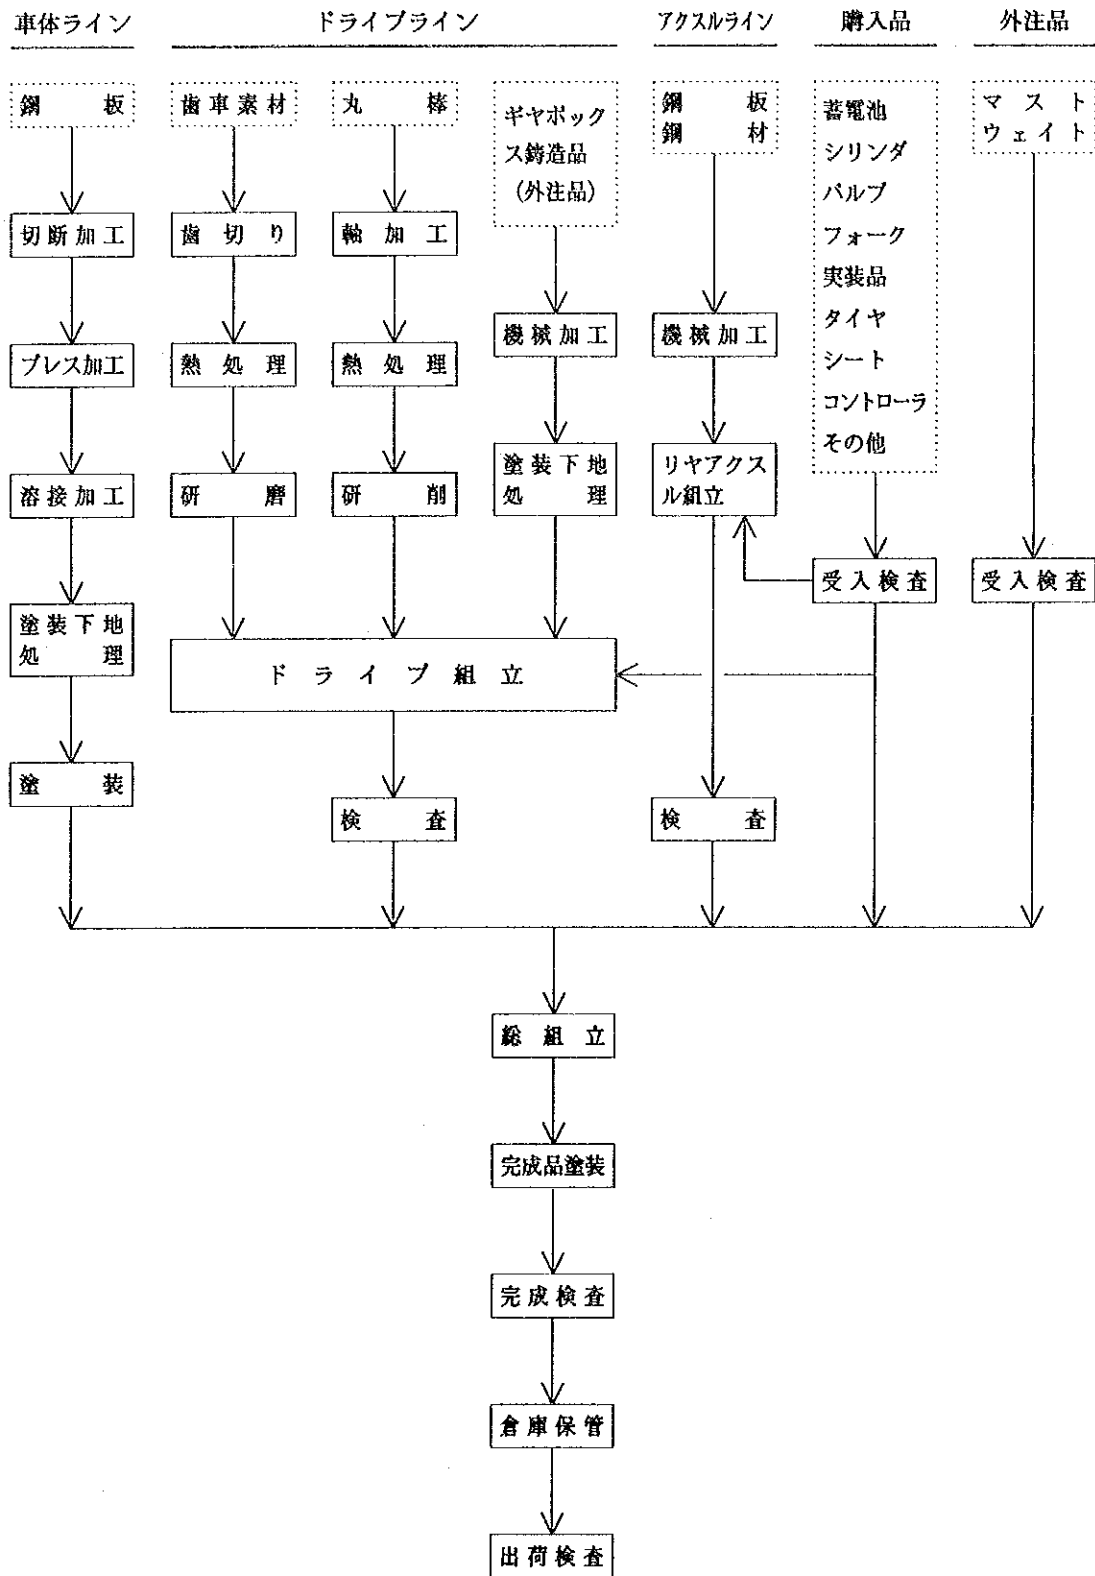 車体ライン
ドライブライン
アクスルライン
購入品
外注品
鋼板
歯車素材
丸棒
ギヤボック
ス鋳造品
(外注品)
鋼板
鋼材
蓄電池
シリンダ
バルブ
フォーク
実装品
タイヤ
シート
コントローラ
その他
マスト
ウェイト
切断加工
歯切り
軸加工
機械加工
機械加工
プレス加工
熱処理
熱処理
塗装下地
処理
リヤアクス
ル組立
溶接加工
研磨
研削
受入検査
受入検査
塗装下地
処理
ドライブ組立
塗装
検査
検査
総組立
完成品塗装
完成検査
倉庫保管
出荷検査